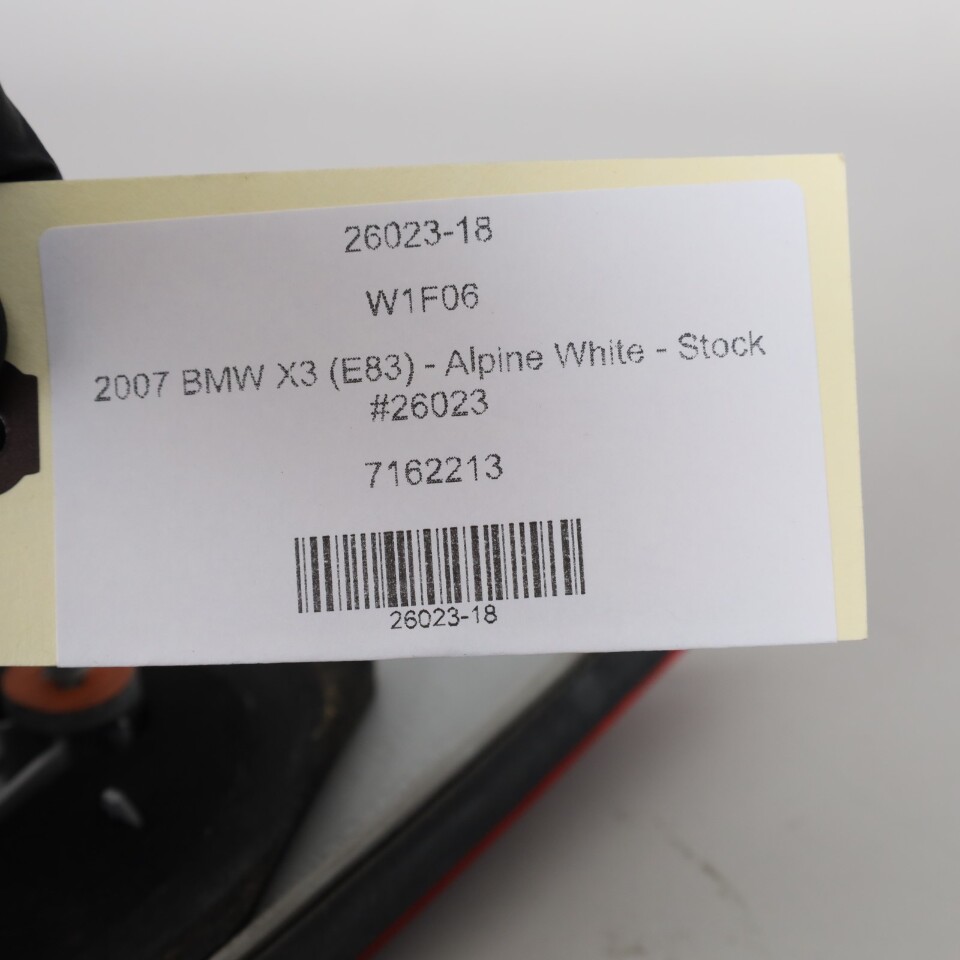 26023-18
W1F06
2007 BMW X3 (E83) - Alpine White - Stock
#26023
7162213
26023-18